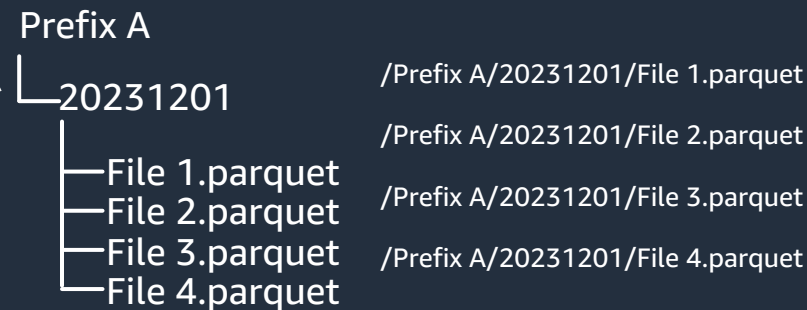 Prefix A
20231201
File 1.parquet
File 2.parquet
File 3.parquet
File 4.parquet
/Prefix A/20231201/File 1.parquet
/Prefix A/20231201/File 2.parquet
/Prefix A/20231201/File 3.parquet
/Prefix A/20231201/File 4.parquet